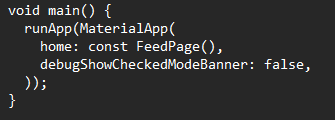 void main() {
  runApp(MaterialApp(
    home: const FeedPage(),
    debugShowCheckedModeBanner: false,
  ));
}